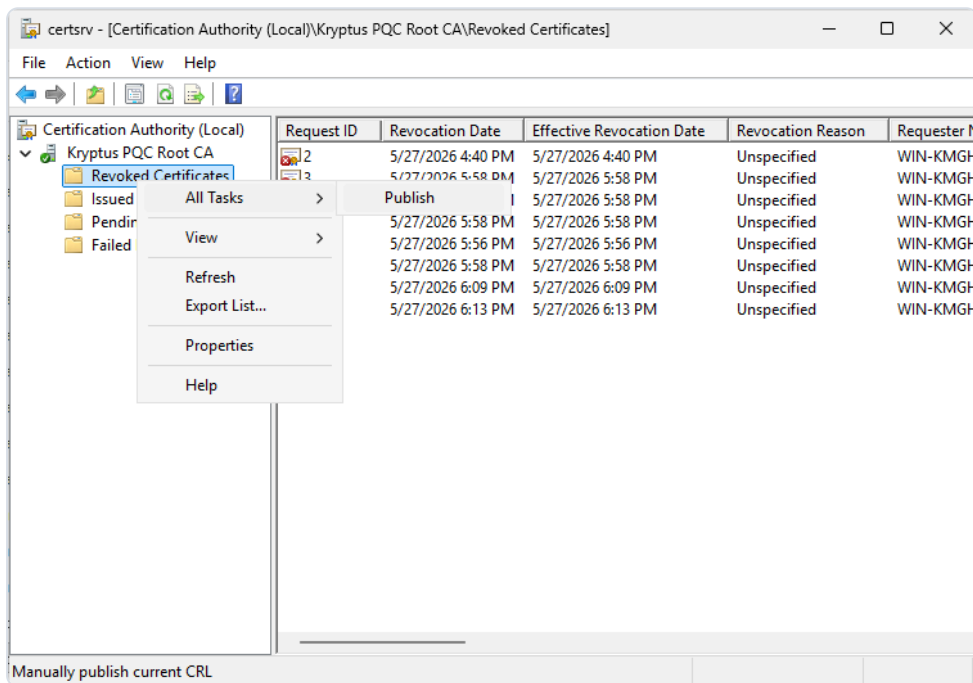 certsrv - [Certification Authority (Local)\Kryptus PQC Root CA\Revoked Certificates]
File Action View Help
Certification Authority (Local)
Kryptus PQC Root CA
Revoked Certificates
Issued
Failed
All Tasks
View
Refresh
Export List...
Properties
Help
Publish
Request ID Revocation Date Effective Revocation Date Revocation Reason Requester
2 5/27/2026 4:40 PM 5/27/2026 4:40 PM Unspecified WIN-KMGH
3 5/27/2026 5:58 PM 5/27/2026 5:58 PM Unspecified WIN-KMGH
5/27/2026 5:58 PM Unspecified WIN-KMGH
5/27/2026 5:58 PM 5/27/2026 5:58 PM Unspecified WIN-KMGH
5/27/2026 5:56 PM 5/27/2026 5:56 PM Unspecified WIN-KMGH
5/27/2026 5:58 PM 5/27/2026 5:58 PM Unspecified WIN-KMGH
5/27/2026 6:09 PM 5/27/2026 6:09 PM Unspecified WIN-KMGH
5/27/2026 6:13 PM 5/27/2026 6:13 PM Unspecified WIN-KMGH
Manually publish current CRL